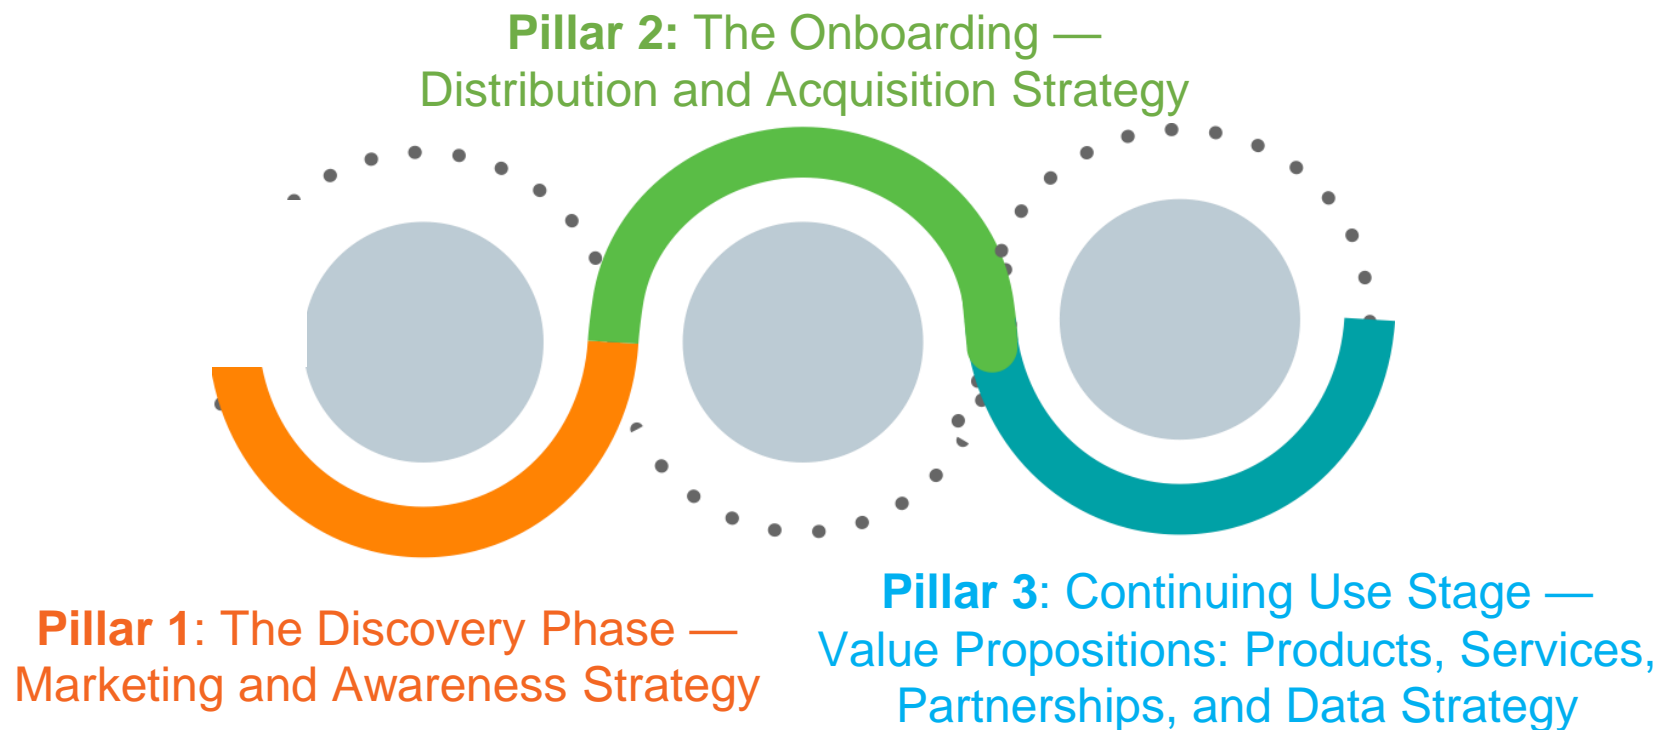 Pillar 2: The Onboarding —
Distribution and Acquisition Strategy
Pillar 1: The Discovery Phase —
Marketing and Awareness Strategy
Pillar 3: Continuing Use Stage —
Value Propositions: Products, Services,
Partnerships, and Data Strategy